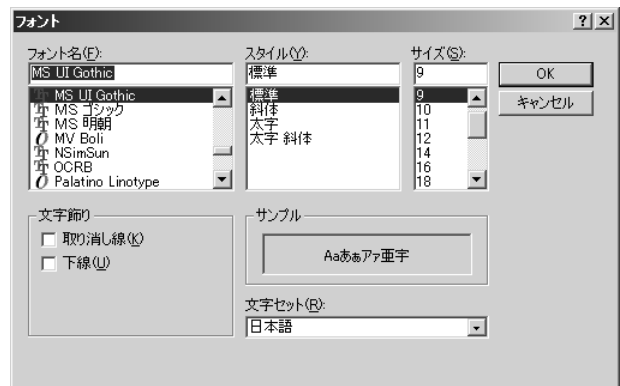 フォント
フォント名(F):
MS UI Gothic
MS UI Gothic
MS ゴシック
MS 明朝
MV Boli
NSimSun
OCRB
Palatino Linotype
スタイル(Y):
標準
標準
斜体
太字
太字 斜体
サイズ(S):
9
9
10
11
12
14
16
18
OK
キャンセル
文字飾り
取り消し線(K)
下線(U)
サンプル
Aaあぁアァ亜宇
文字セット(R):
日本語